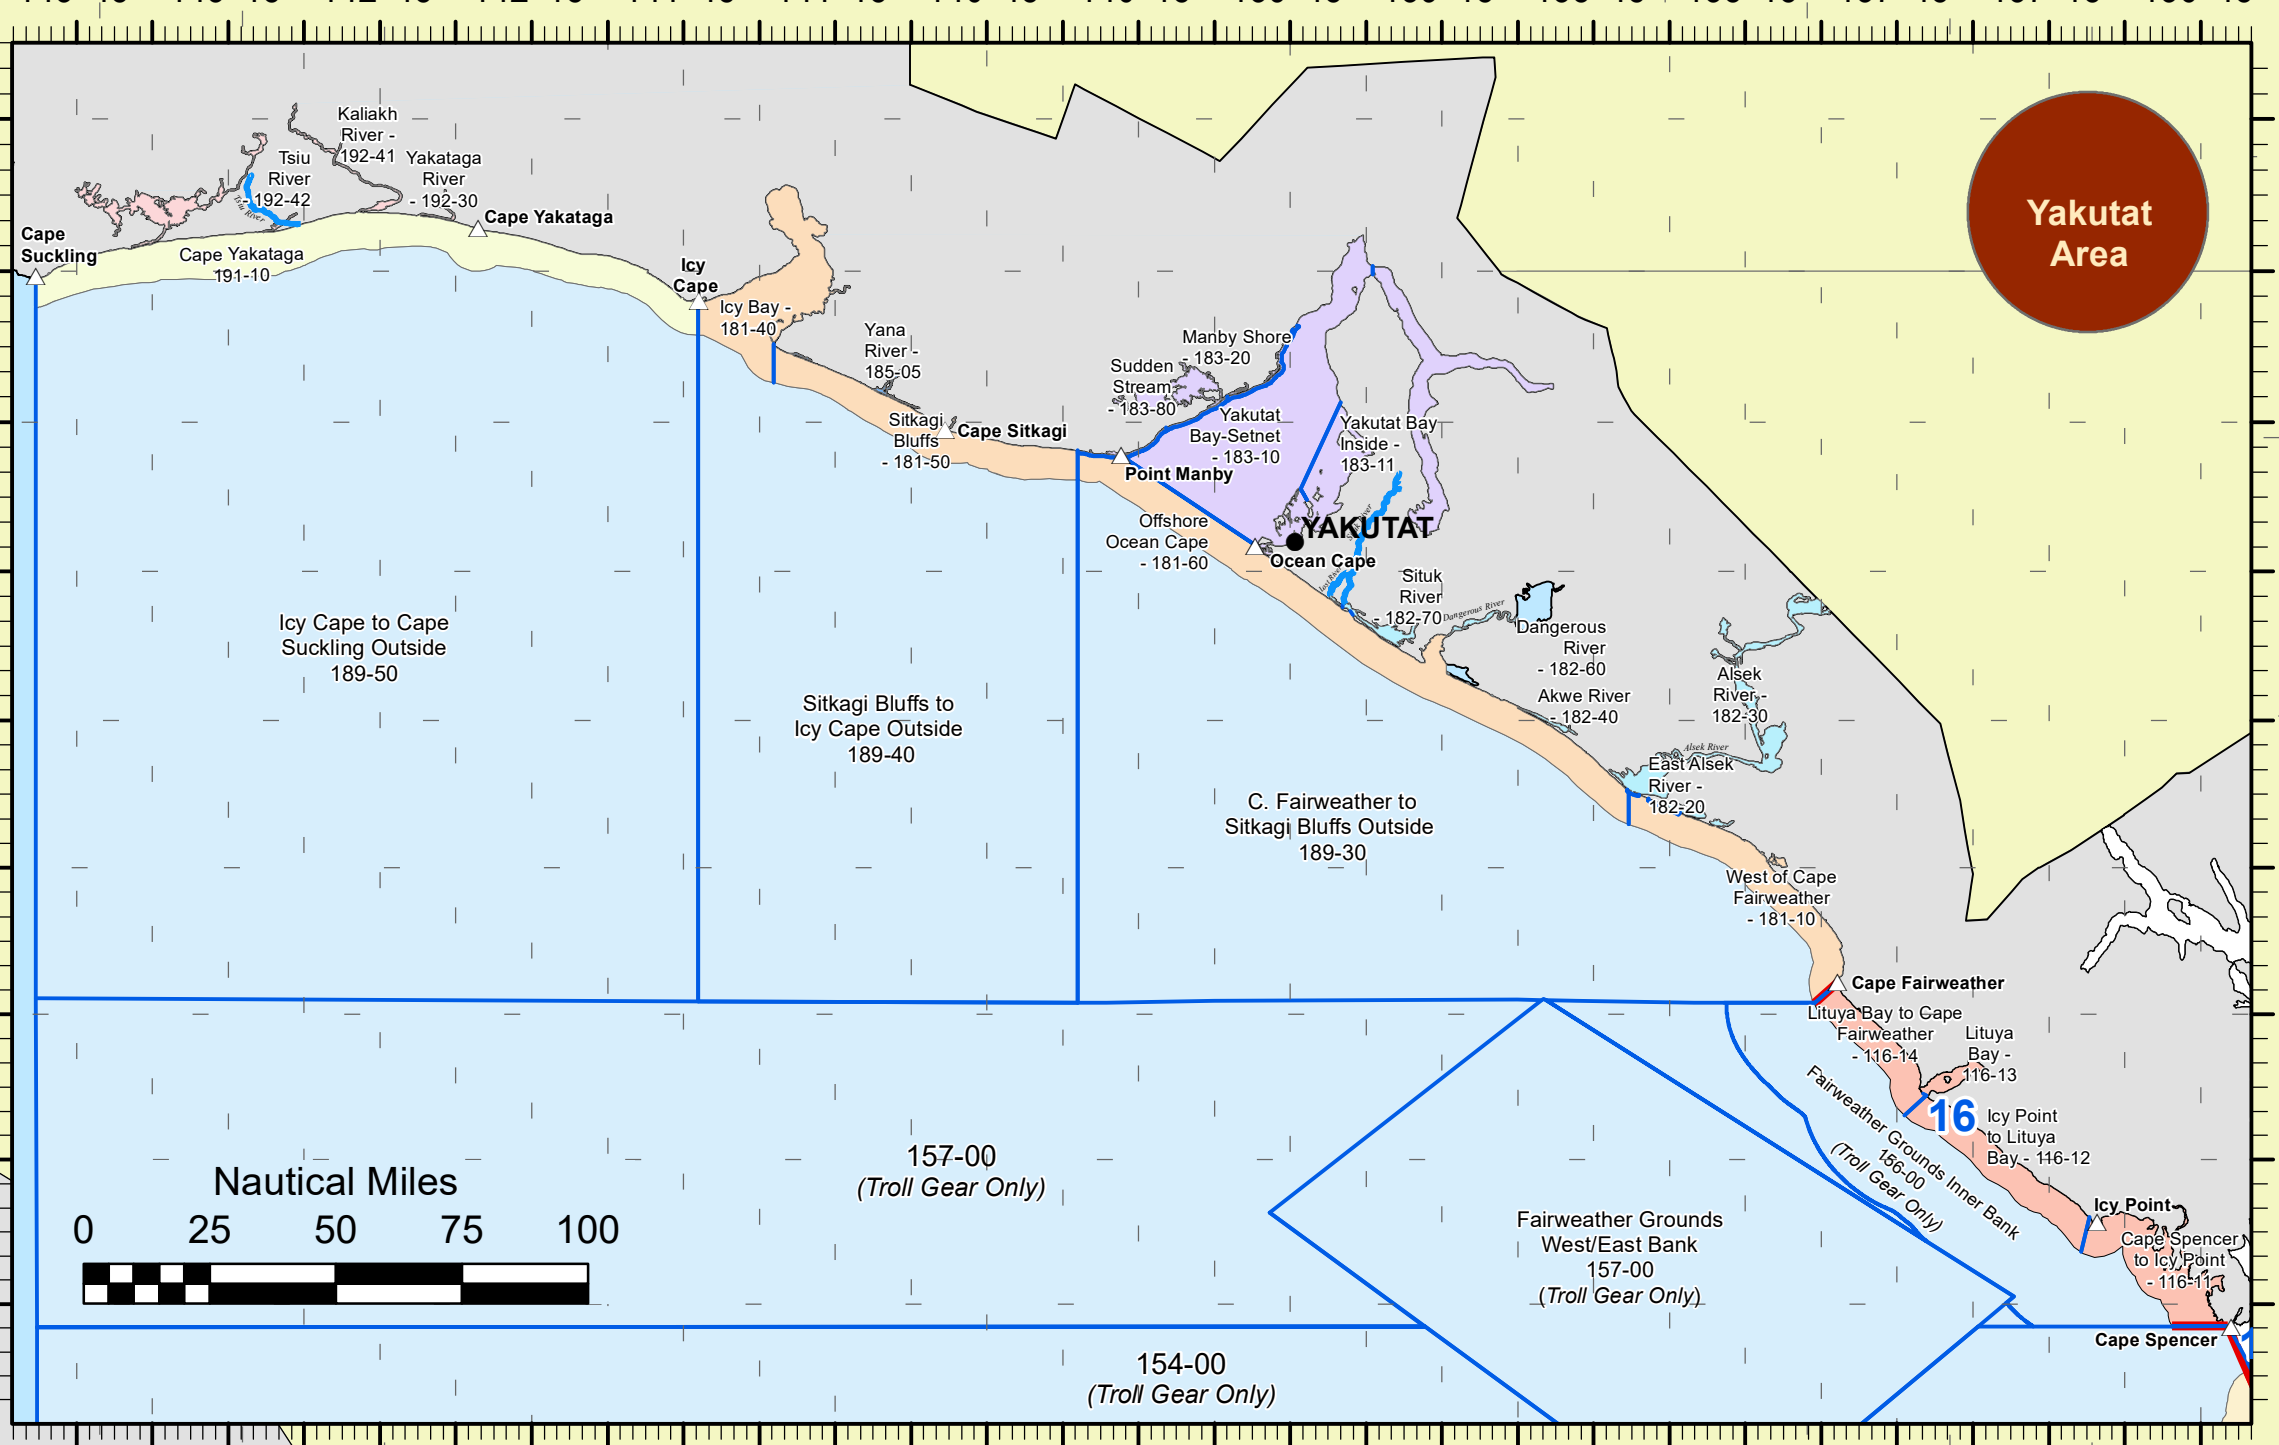 Kaliakh
River -
192-41
Tsiu
River
- 192-42
Tsiu River
Yakataga
River
- 192-30
Cape Yakataga
Cape
Suckling
Cape Yakataga
191-10
Icy
Cape
Icy Bay -
181-40
Yana
River -
185-05
Sitkagi
Bluffs
- 181-50
Cape Sitkagi
Manby Shore
- 183-20
Sudden
Stream
- 183-80
Yakutat
Bay-Setnet
- 183-10
Yakutat Bay
Inside -
183-11
Point Manby
Offshore
Ocean Cape
- 181-60
YAKUTAT
Ocean Cape
Situk
River
- 182-70
Dangerous River
Dangerous
River
- 182-60
Akwe River
- 182-40
Alsek
River -
182-30
Alsek River
East Alsek
River -
182-20
Yakutat
Area
Icy Cape to Cape
Suckling Outside
189-50
Sitkagi Bluffs to
Icy Cape Outside
189-40
C. Fairweather to
Sitkagi Bluffs Outside
189-30
West of Cape
Fairweather
- 181-10
Cape Fairweather
Lituya Bay to Cape
Fairweather
- 116-14
Lituya
Bay -
116-13
16
Icy Point
to Lituya
Bay - 116-12
Fairweather Grounds Inner Bank
156-00
(Troll Gear Only)
Icy Point
Cape Spencer
to Icy Point
- 116-11
Cape Spencer
157-00
(Troll Gear Only)
Fairweather Grounds
West/East Bank
157-00
(Troll Gear Only)
154-00
(Troll Gear Only)
Nautical Miles
0 25 50 75 100